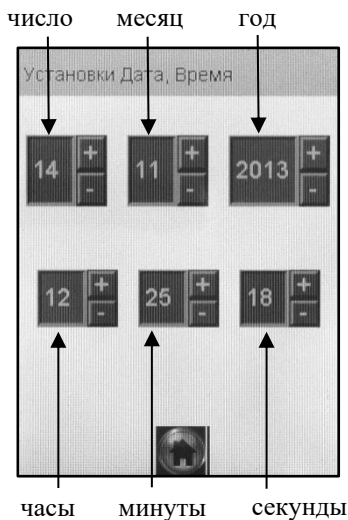 число месяц год
Установки Дата, Время
14 + - 11 + - 2013 + -
12 + - 25 + - 18 + -
часы минуты секунды